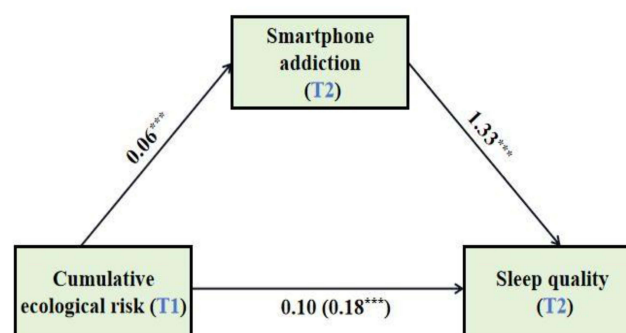 Smartphone
addiction
(T2)
0.06***
1.33***
Cumulative
ecological risk (T1)
0.10 (0.18***)
Sleep quality
(T2)